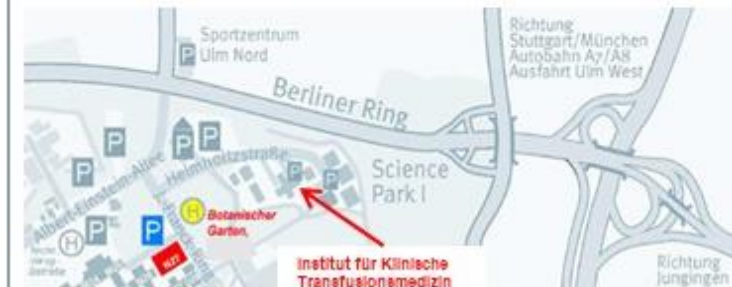 Sportzentrum
Ulm Nord
P
Richtung
Stuttgart/München
Autobahn A7/A8
Ausfahrt Ulm West
Berliner Ring
P
P
P
Helmholtzstraße
P
P
Science
Park I
Albert-Einstein-Allee
H
Botanischer
Garten,
P
P
H
N27
Institut für Klinische
Transfusionsmedizin
Richtung
Jungingen